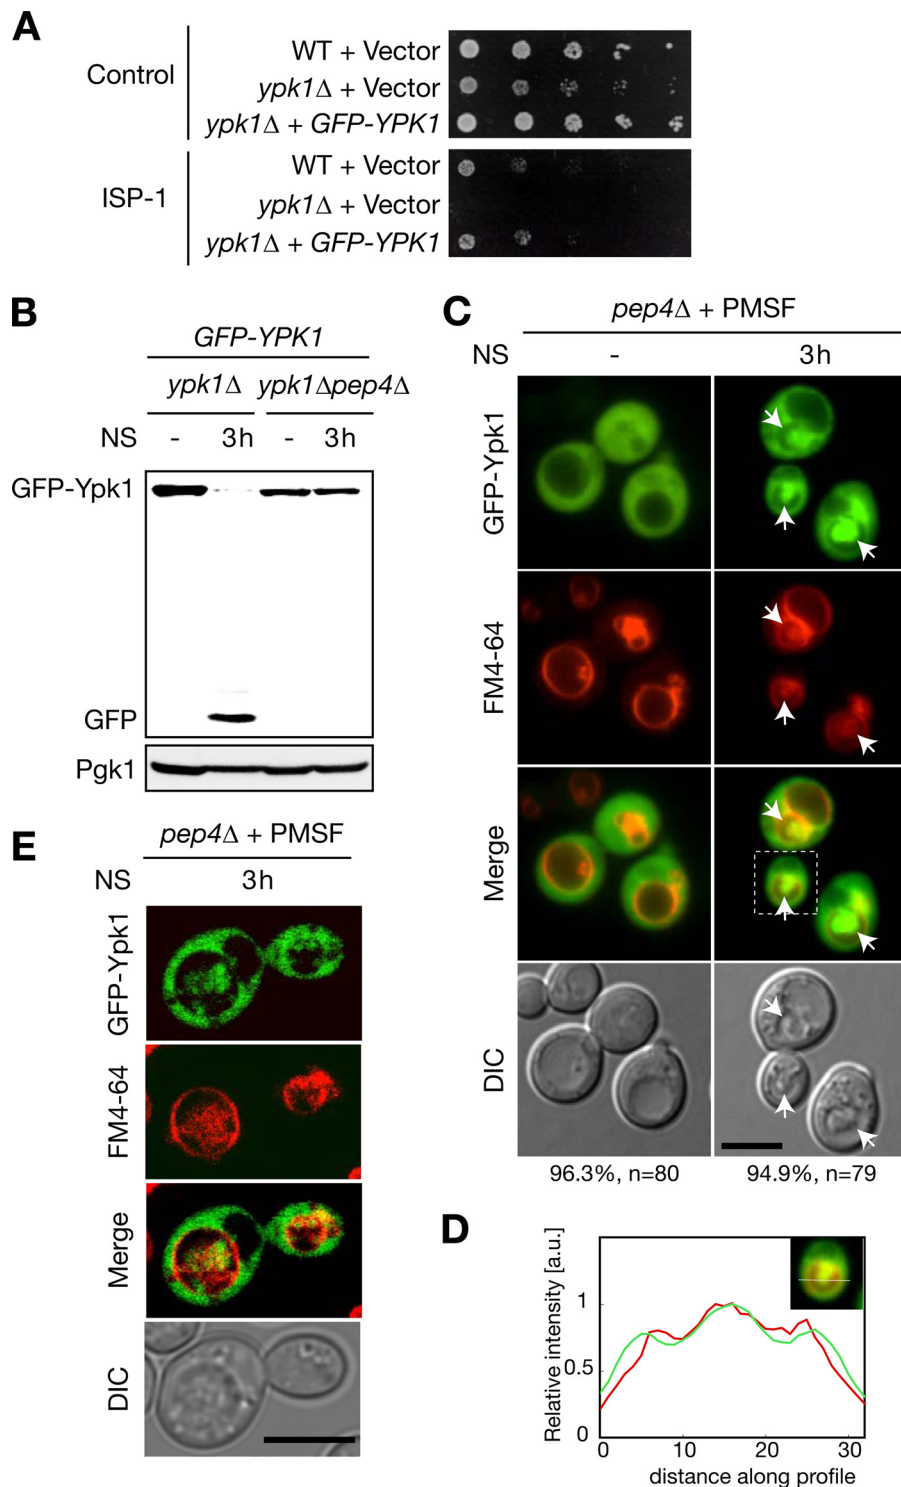 A
Control
WT + Vector
ypk1Δ + Vector
ypk1Δ + GFP-YPK1
ISP-1
WT + Vector
ypk1Δ + Vector
ypk1Δ + GFP-YPK1
B
GFP-YPK1
ypk1Δ ypk1Δpep4Δ
NS - 3h - 3h
GFP-Ypk1
GFP
Pgk1
C
pep4Δ + PMSF
NS - 3h
GFP-Ypk1
FM4-64
Merge
DIC
96.3%, n=80 94.9%, n=79
D
Relative intensity [a.u.]
1
0.5
0
0 10 20 30
distance along profile
E
pep4Δ + PMSF
NS 3h
GFP-Ypk1
FM4-64
Merge
DIC